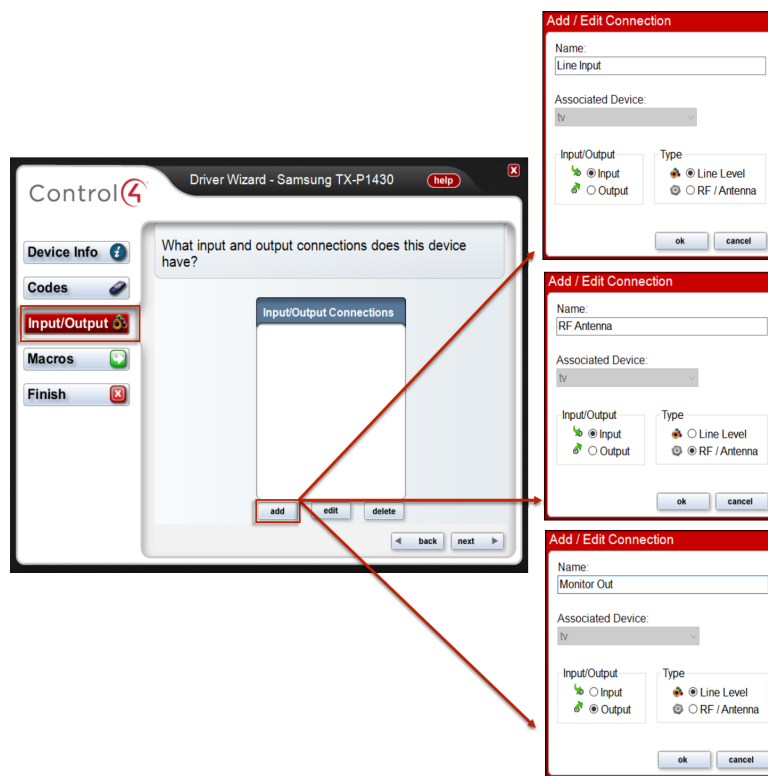 Control4
Driver Wizard - Samsung TX-P1430
help
x
Device Info
Codes
Input/Output
Macros
Finish
What input and output connections does this device
have?
Input/Output Connections
add
edit
delete
back
next
Add / Edit Connection
Name:
Line Input
Associated Device:
tv
Input/Output
Input
Output
Type
Line Level
RF / Antenna
ok
cancel
Add / Edit Connection
Name:
RF Antenna
Associated Device:
tv
Input/Output
Input
Output
Type
Line Level
RF / Antenna
ok
cancel
Add / Edit Connection
Name:
Monitor Out
Associated Device:
tv
Input/Output
Input
Output
Type
Line Level
RF / Antenna
ok
cancel